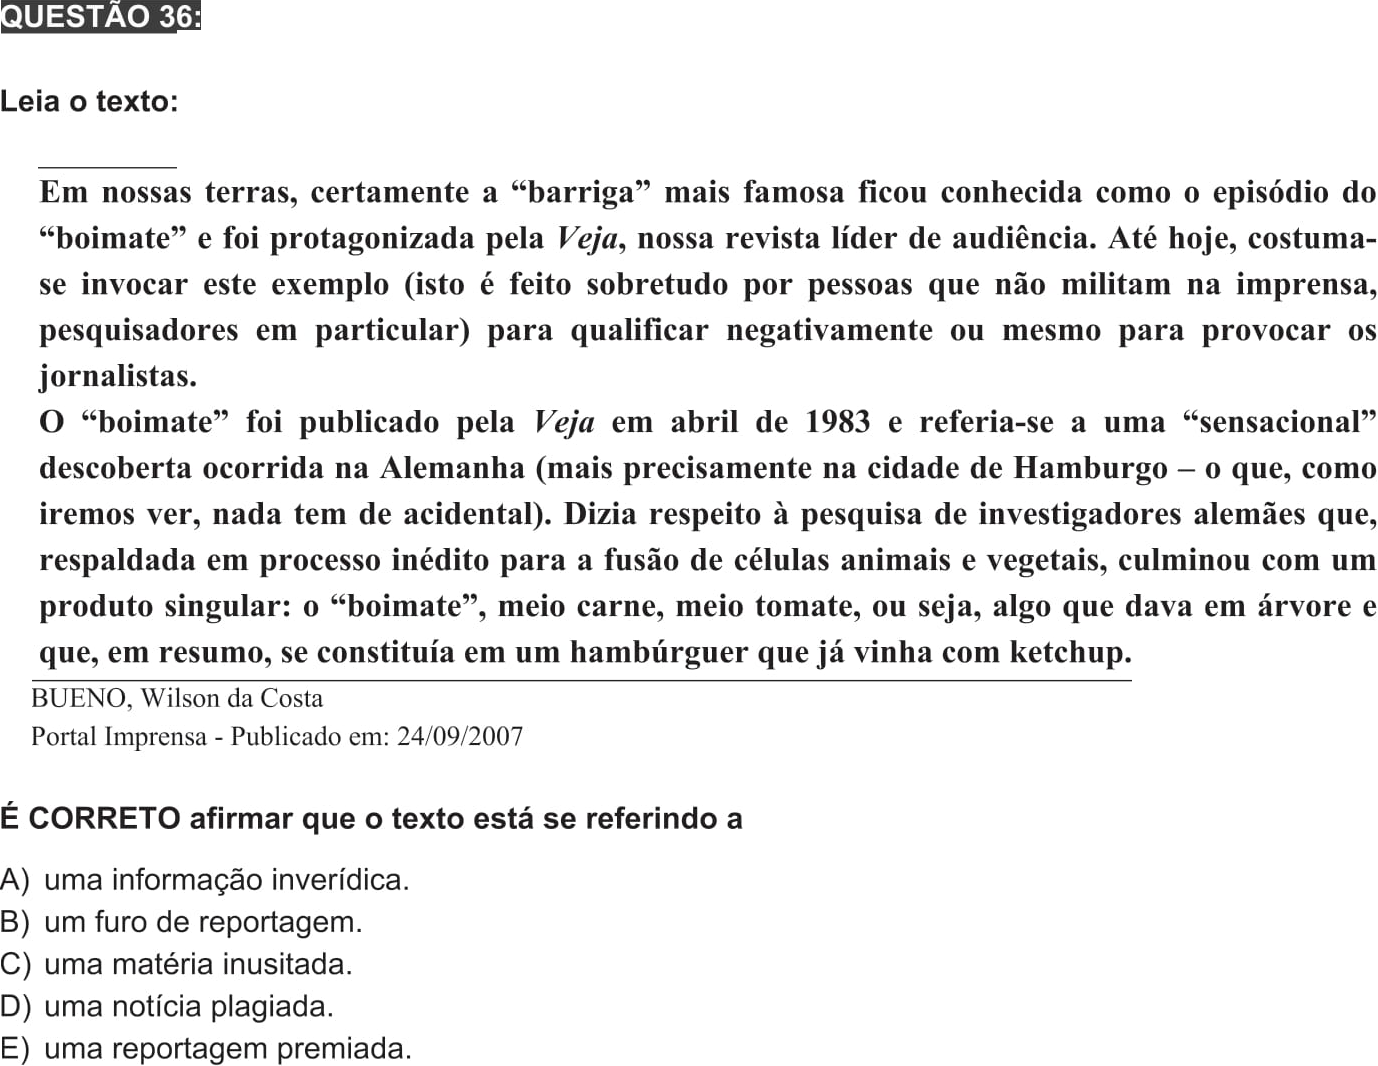 QUESTÃO 36:
Leia o texto:
Em nossas terras, certamente a “barriga” mais famosa ficou conhecida como o episódio do
“boimate” e foi protagonizada pela Veja, nossa revista líder de audiência. Até hoje, costuma-
se invocar este exemplo (isto é feito sobretudo por pessoas que não militam na imprensa,
pesquisadores em particular) para qualificar negativamente ou mesmo para provocar os
jornalistas.
O “boimate” foi publicado pela Veja em abril de 1983 e referia-se a uma “sensacional”
descoberta ocorrida na Alemanha (mais precisamente na cidade de Hamburgo – o que, como
iremos ver, nada tem de acidental). Dizia respeito à pesquisa de investigadores alemães que,
respaldada em processo inédito para a fusão de células animais e vegetais, culminou com um
produto singular: o “boimate”, meio carne, meio tomate, ou seja, algo que dava em árvore e
que, em resumo, se constituía em um hambúrguer que já vinha com ketchup.
BUENO, Wilson da Costa
Portal Imprensa - Publicado em: 24/09/2007
É CORRETO afirmar que o texto está se referindo a
A) uma informação inverídica.
B) um furo de reportagem.
C) uma matéria inusitada.
D) uma notícia plagiada.
E) uma reportagem premiada.